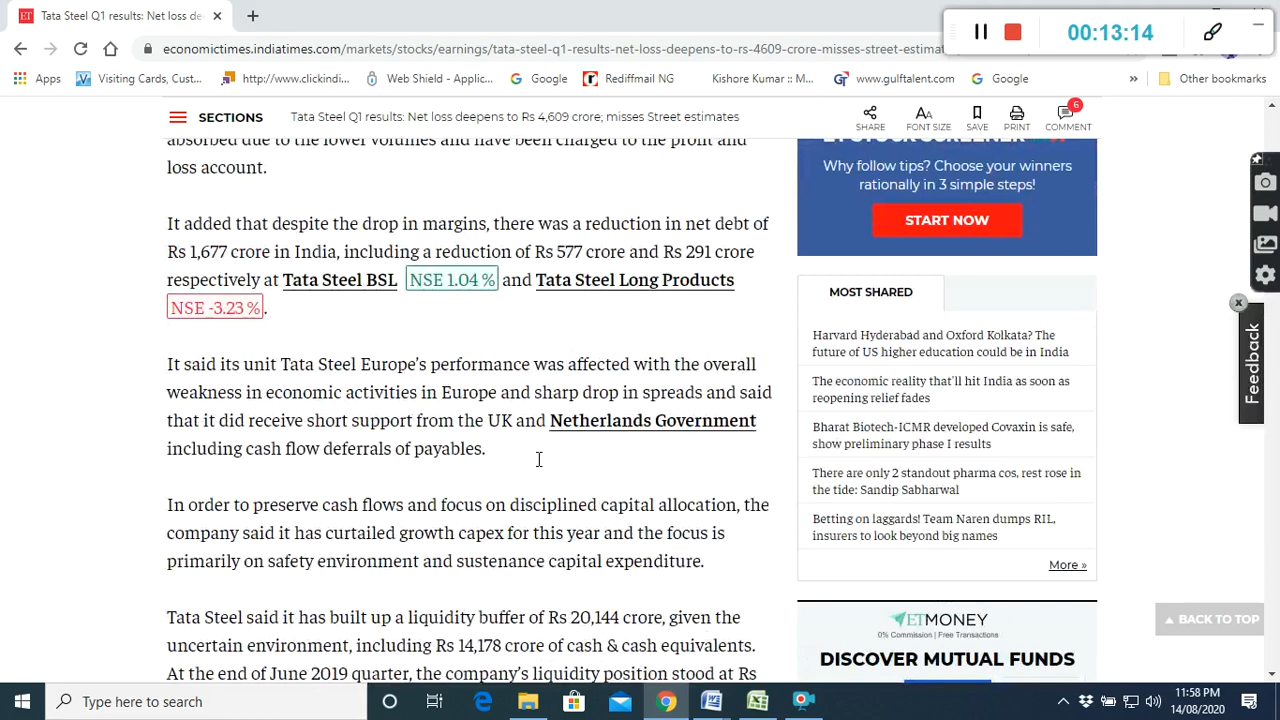 Tata Steel Q1 results: Net loss de
00:13:14
economictimes.indiatimes.com/markets/stocks/earnings/tata-steel-q1-results-net-loss-deepens-to-rs-4609-crore-misses-street-estimat
Apps
Visiting Cards, Cust...
http://www.clickindi...
Web Shield - Applic...
Google
Rediffmail NG
Kishore Kumar :: M...
www.gulftalent.com
Google
»
Other bookmarks
SECTIONS
Tata Steel Q1 results: Net loss deepens to Rs 4,609 crore; misses Street estimates
SHARE
FONT SIZE
SAVE
PRINT
6
COMMENT
absorbed due to the lower volumes and have been charged to the profit and
loss account.
It added that despite the drop in margins, there was a reduction in net debt of
Rs 1,677 crore in India, including a reduction of Rs 577 crore and Rs 291 crore
respectively at Tata Steel BSL NSE 1.04 % and Tata Steel Long Products
NSE -3.23 % .
It said its unit Tata Steel Europe’s performance was affected with the overall
weakness in economic activities in Europe and sharp drop in spreads and said
that it did receive short support from the UK and Netherlands Government
including cash flow deferrals of payables.
In order to preserve cash flows and focus on disciplined capital allocation, the
company said it has curtailed growth capex for this year and the focus is
primarily on safety environment and sustenance capital expenditure.
Tata Steel said it has built up a liquidity buffer of Rs 20,144 crore, given the
uncertain environment, including Rs 14,178 crore of cash & cash equivalents.
At the end of June 2019 quarter, the company’s liquidity position stood at Rs
Why follow tips? Choose your winners
rationally in 3 simple steps!
START NOW
MOST SHARED
Harvard Hyderabad and Oxford Kolkata? The
future of US higher education could be in India
The economic reality that'll hit India as soon as
reopening relief fades
Bharat Biotech-ICMR developed Covaxin is safe,
show preliminary phase I results
There are only 2 standout pharma cos, rest rose in
the tide: Sandip Sabharwal
Betting on laggards! Team Naren dumps RIL,
insurers to look beyond big names
More »
ETMONEY
0% Commission | Free Transactions
DISCOVER MUTUAL FUNDS
Feedback
BACK TO TOP
Type here to search
11:58 PM
14/08/2020